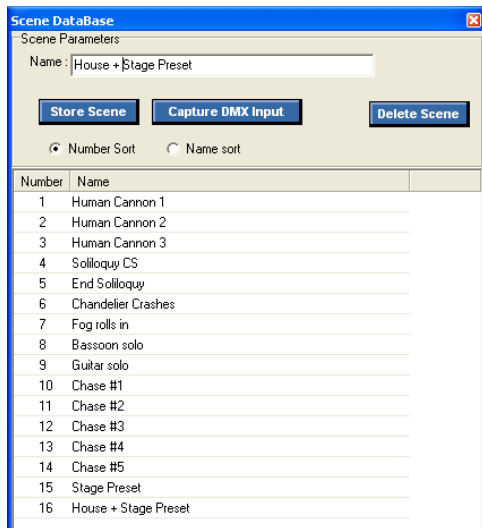 Scene DataBase
Scene Parameters
Name : House + Stage Preset
Store Scene Capture DMX Input Delete Scene
Number Sort Name sort
Number Name
1 Human Cannon 1
2 Human Cannon 2
3 Human Cannon 3
4 Soliloquy CS
5 End Soliloquy
6 Chandelier Crashes
7 Fog rolls in
8 Bassoon solo
9 Guitar solo
10 Chase #1
11 Chase #2
12 Chase #3
13 Chase #4
14 Chase #5
15 Stage Preset
16 House + Stage Preset